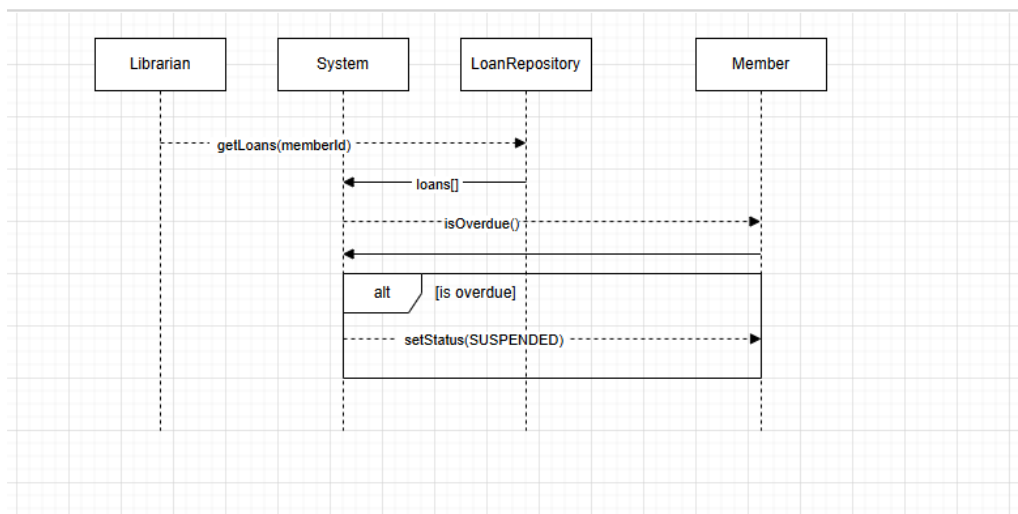 Librarian
System
LoanRepository
Member
getLoans(memberId)
loans[]
isOverdue()
alt
[is overdue]
setStatus(SUSPENDED)